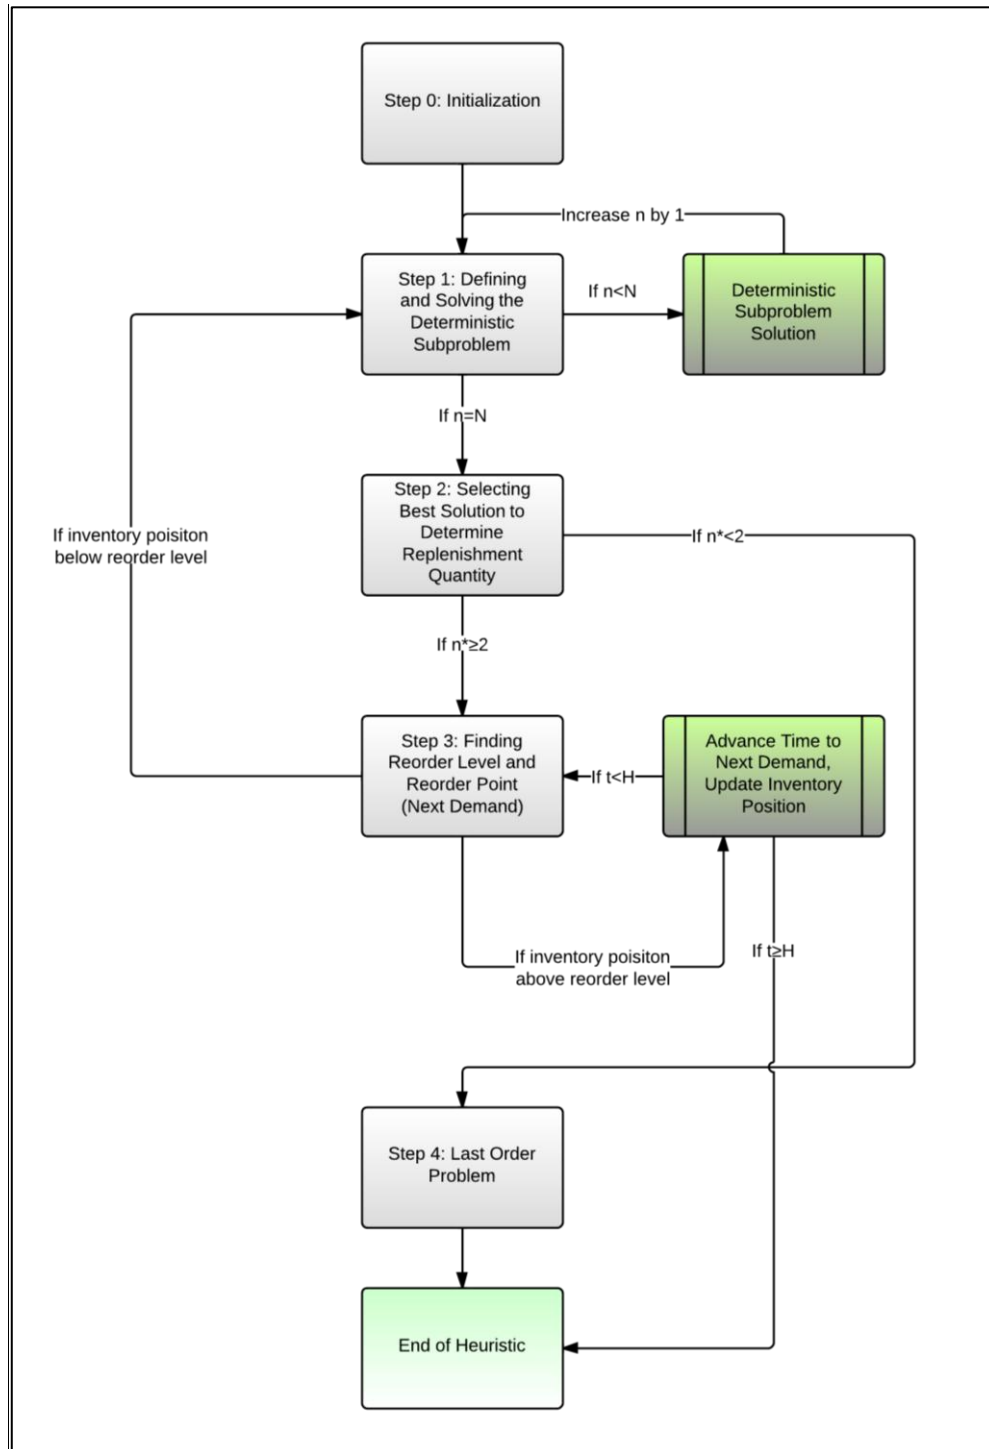 Step 0: Initialization
Increase n by 1
Step 1: Defining
and Solving the
Deterministic
Subproblem
If n<N
Deterministic
Subproblem
Solution
If n=N
Step 2: Selecting
Best Solution to
Determine
Replenishment
Quantity
If n*<2
If inventory poisiton
below reorder level
If n*≥2
Step 3: Finding
Reorder Level and
Reorder Point
(Next Demand)
If t<H
Advance Time to
Next Demand,
Update Inventory
Position
If inventory poisiton
above reorder level
If t≥H
Step 4: Last Order
Problem
End of Heuristic